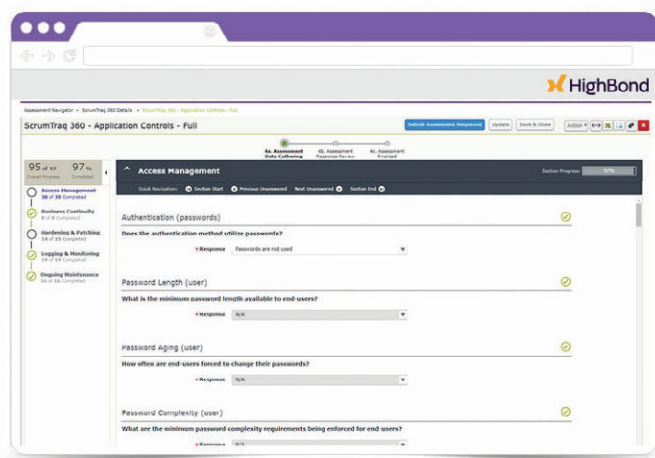 HighBond
Assessment Navigator • ScrumTraq 360 Details • ScrumTraq 360 - Application Controls - Full
ScrumTraq 360 - Application Controls - Full
Submit Assessment Responses Update Save & Close Action
4a. Assessment Data Gathering
4b. Assessment Response Review
4c. Assessment Finalized
95 of 97 97%
Overall Progress Completed
Access Management
Section Progress: 97%
Quick Navigation: Section Start Previous Unanswered Next Unanswered Section End
Access Management
38 of 39 Completed
Business Continuity
Completed
Hardening & Patching
14 of 15 Completed
Logging & Monitoring
19 of 19 Completed
Ongoing Maintenance
Completed
Authentication (passwords)
Does the authentication method utilize passwords?
* Response Passwords are not used
Password Length (user)
What is the minimum password length available to end-users?
* Response N/A
Password Aging (user)
How often are end-users forced to change their passwords?
* Response N/A
Password Complexity (user)
What are the minimum password complexity requirements being enforced for end-users?
* Response N/A